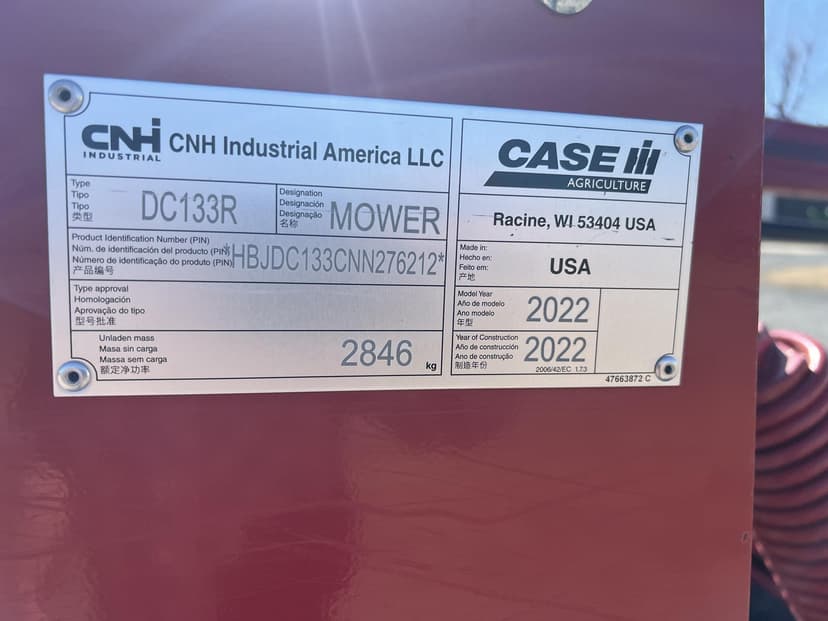 CNH
INDUSTRIAL
CNH Industrial America LLC
Type
Tipo
Tipo
类型
DC133R
Designation
Designación
Designação
名称
MOWER
Product Identification Number (PIN)
Núm. de identificación del producto (PIN)
Número de identificação do produto (PIN)
产品编号
*HBJDC133CNN276212*
Type approval
Homologación
Aprovação do tipo
型号批准
Unladen mass
Masa sin carga
Massa sem carga
额定净功率
2846 kg
CASE IH
AGRICULTURE
Racine, WI 53404 USA
Made in:
Hecho en:
Feito em:
产地
USA
Model Year
Año de modelo
Ano modelo
年型
2022
Year of Construction
Año de construcción
Ano de construção
制造年份
2022
2006/42/EC 1.7.3
47663872 C